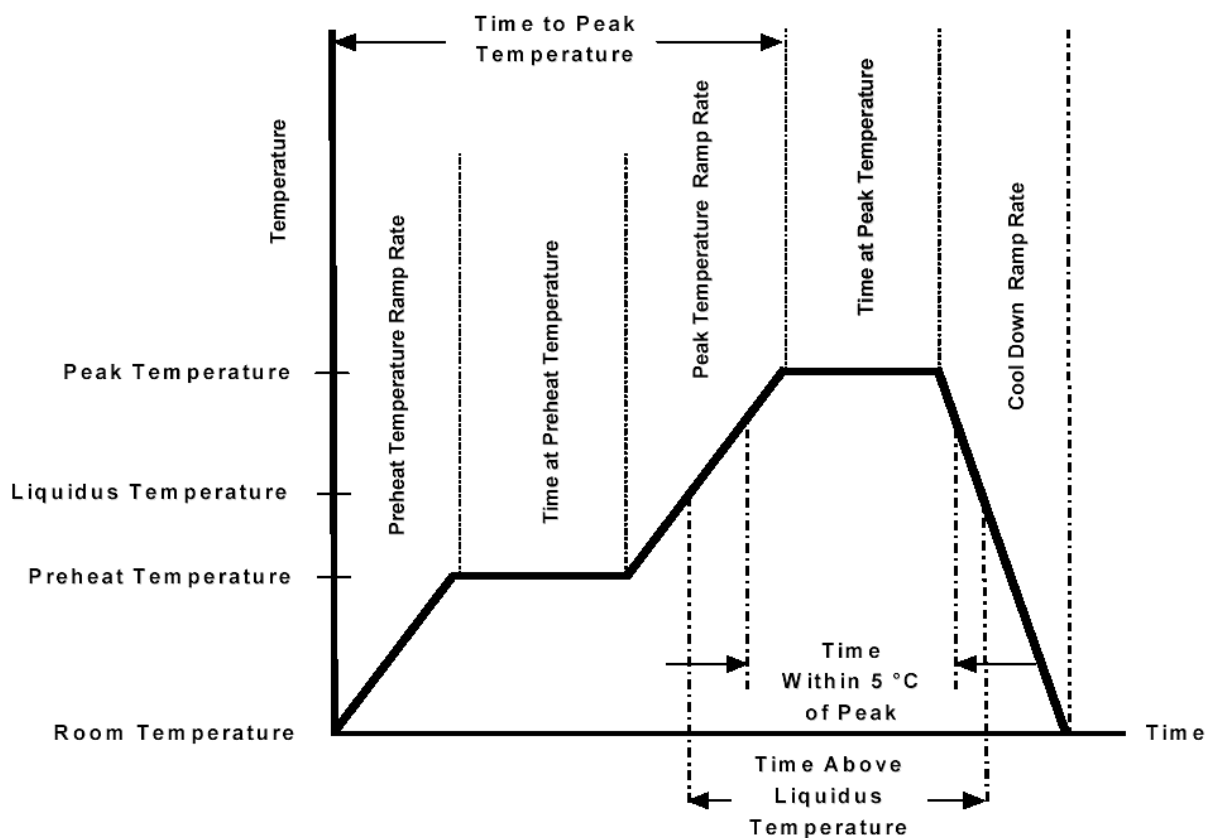 Time to Peak
Temperature
Temperature
Preheat Temperature Ramp Rate
Time at Preheat Temperature
Peak Temperature Ramp Rate
Time at Peak Temperature
Cool Down Ramp Rate
Peak Temperature
Liquidus Temperature
Preheat Temperature
Room Temperature
Time
Within 5 °C
of Peak
Time
Time Above
Liquidus
Temperature